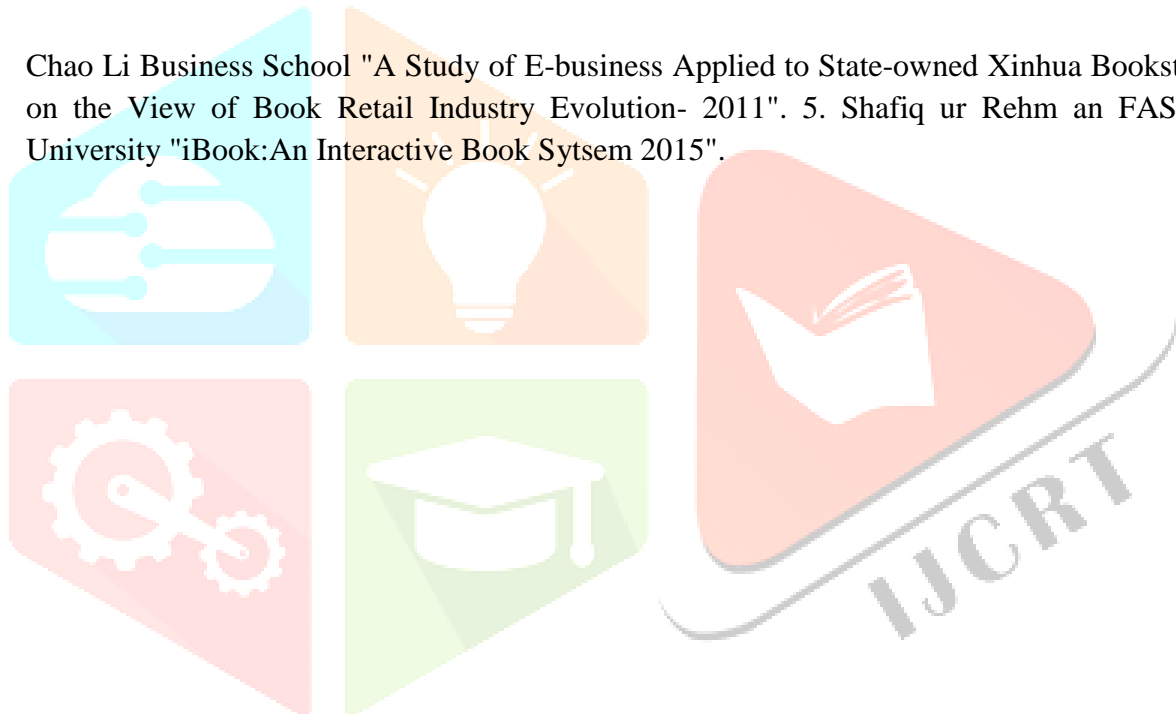 Chao Li Business School "A Study of E-business Applied to State-owned Xinhua Bookst
on the View of Book Retail Industry Evolution- 2011". 5. Shafiq ur Rehm an FAS
University "iBook:An Interactive Book Sytsem 2015".
IJCRT